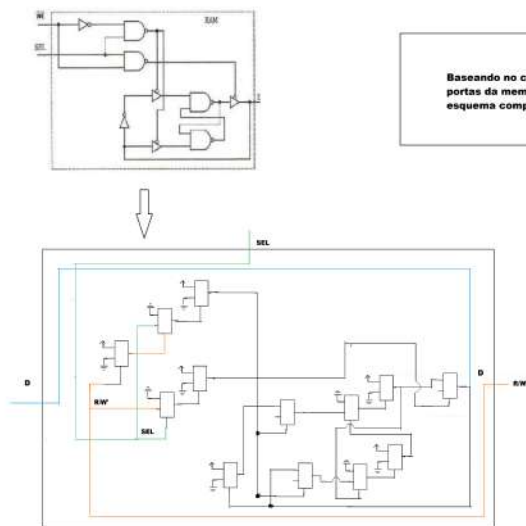 RAM
SEL
Baseando no c
portas da mem
esquema comp
SEL
D
D
R/W
R/W'
SEL